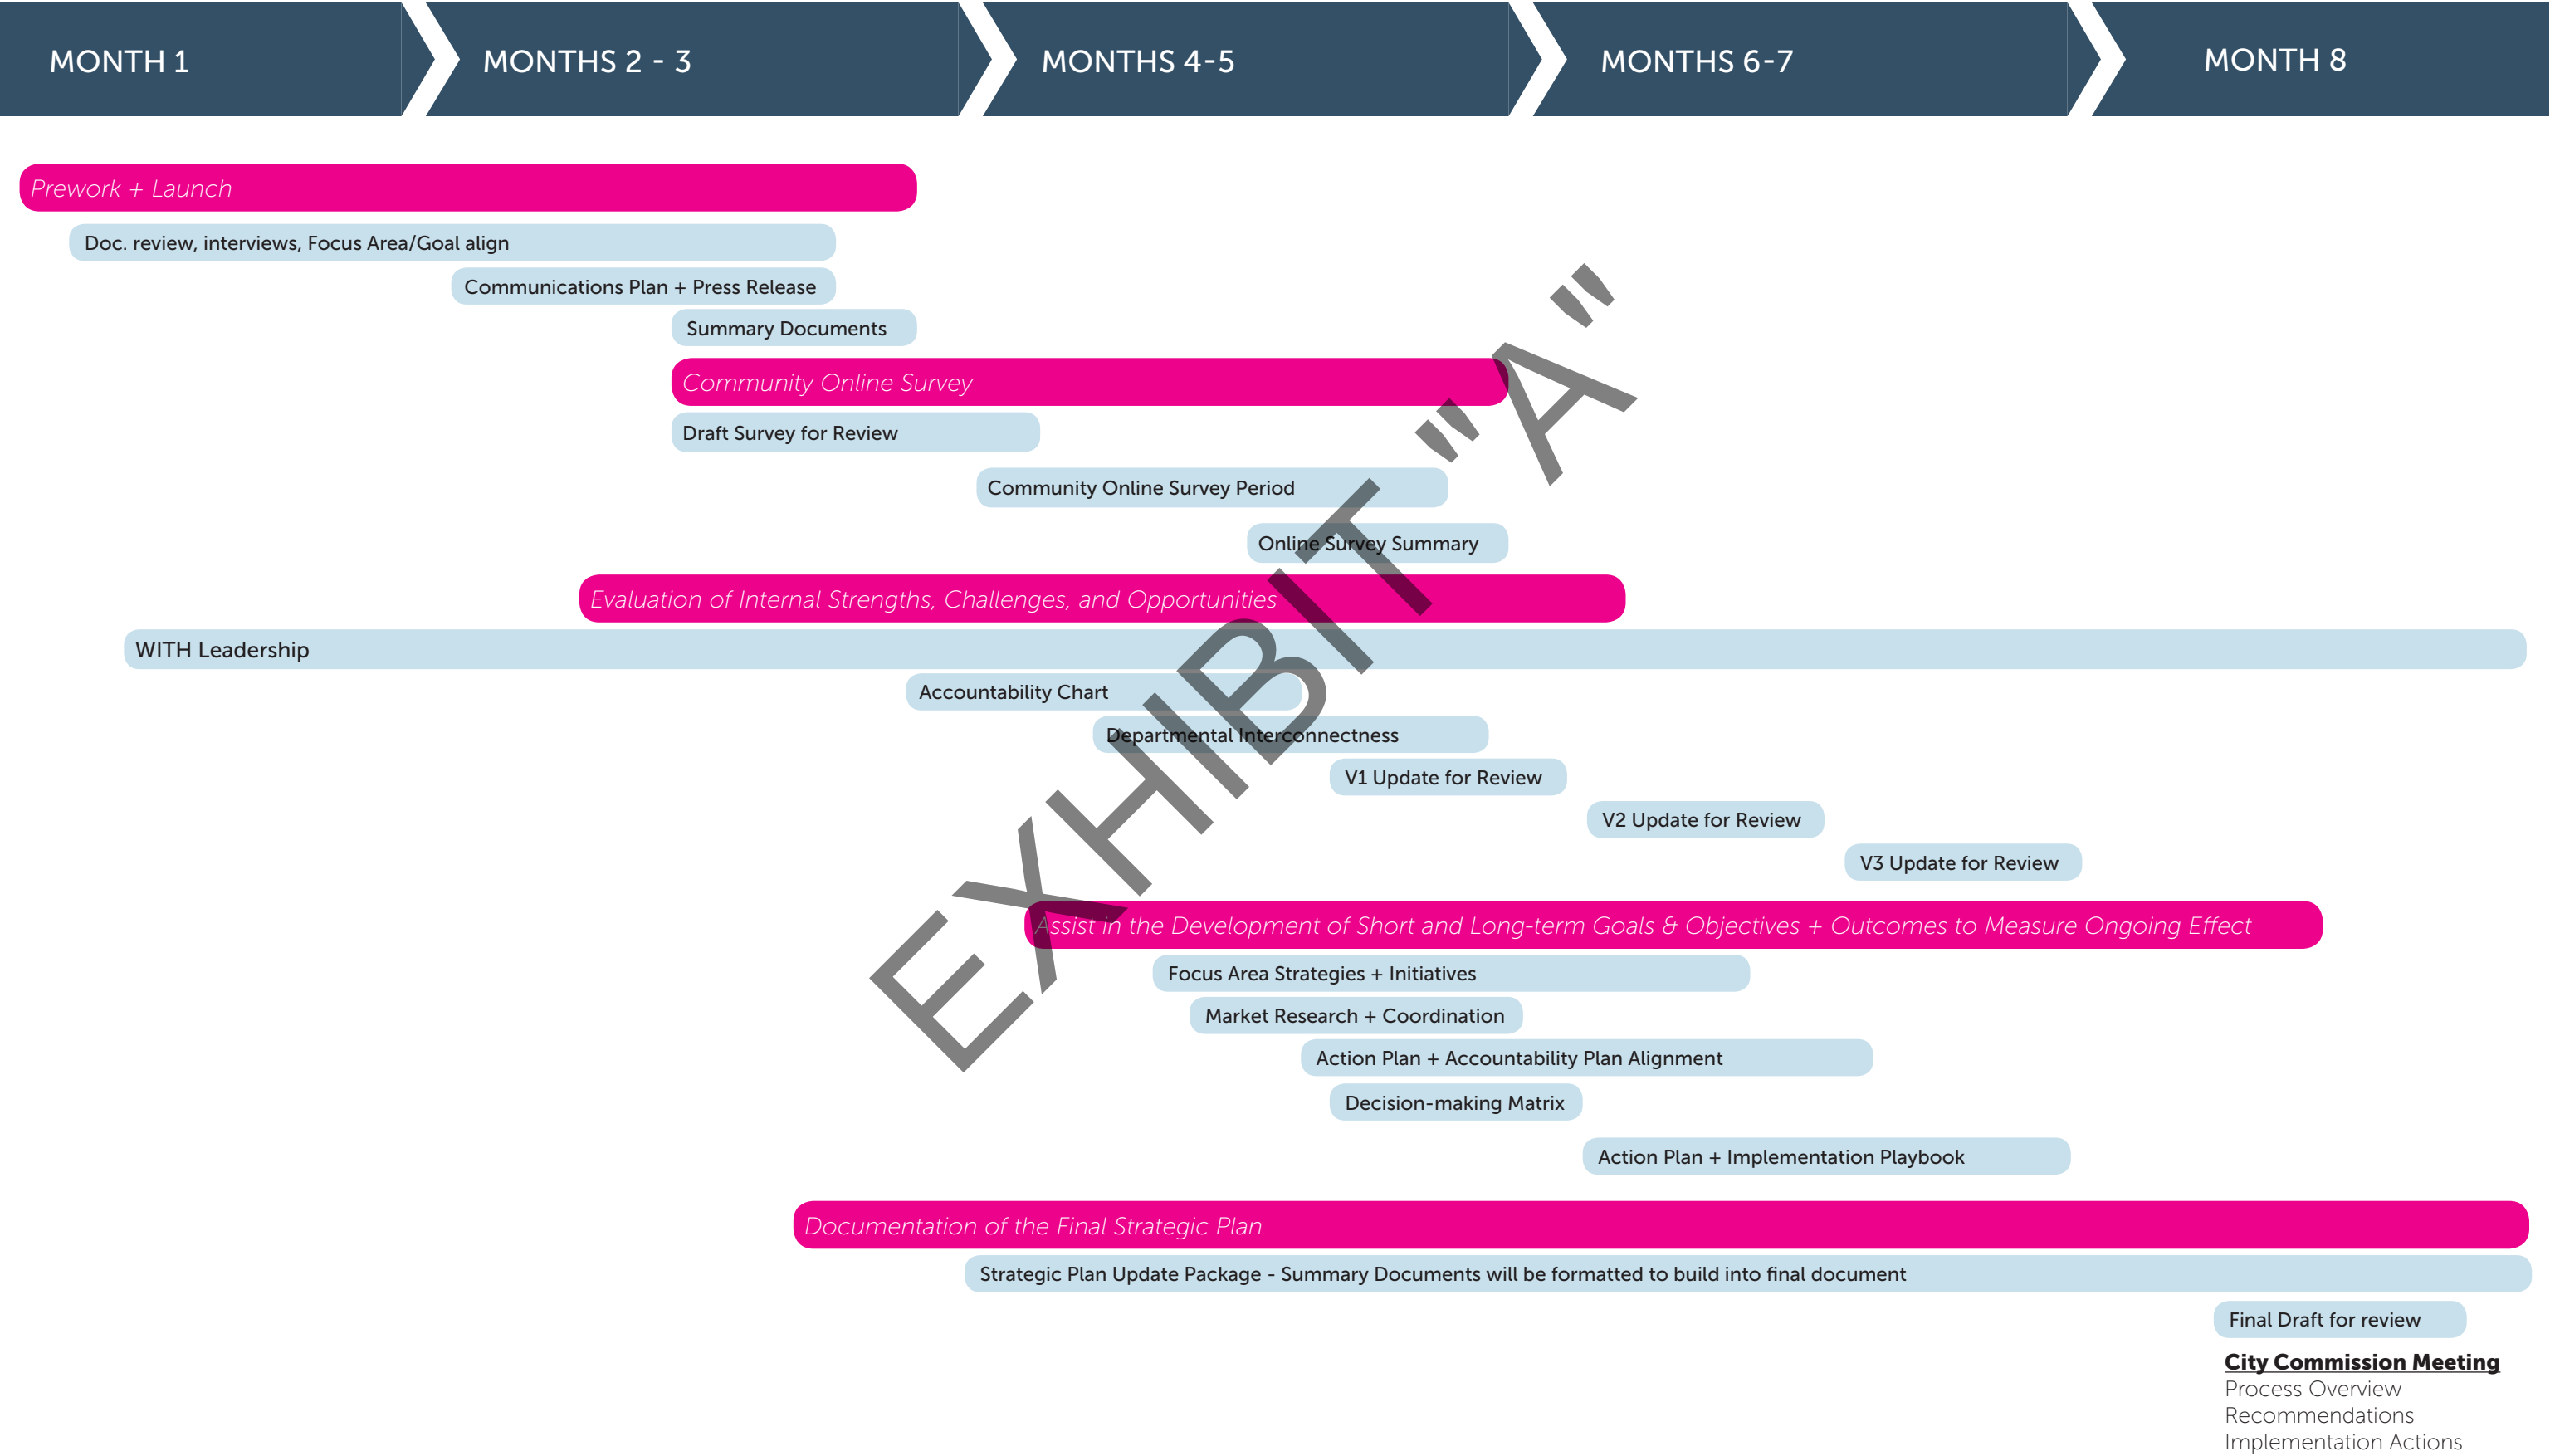 MONTH 1
MONTHS 2 - 3
MONTHS 4-5
MONTHS 6-7
MONTH 8
Prework + Launch
Doc. review, interviews, Focus Area/Goal align
Communications Plan + Press Release
Summary Documents
Community Online Survey
Draft Survey for Review
Community Online Survey Period
Online Survey Summary
Evaluation of Internal Strengths, Challenges, and Opportunities
WITH Leadership
Accountability Chart
Departmental Interconnectness
V1 Update for Review
V2 Update for Review
V3 Update for Review
Assist in the Development of Short and Long-term Goals & Objectives + Outcomes to Measure Ongoing Effect
Focus Area Strategies + Initiatives
Market Research + Coordination
Action Plan + Accountability Plan Alignment
Decision-making Matrix
Action Plan + Implementation Playbook
Documentation of the Final Strategic Plan
Strategic Plan Update Package - Summary Documents will be formatted to build into final document
Final Draft for review
City Commission Meeting
Process Overview
Recommendations
Implementation Actions
EXHIBIT "A"